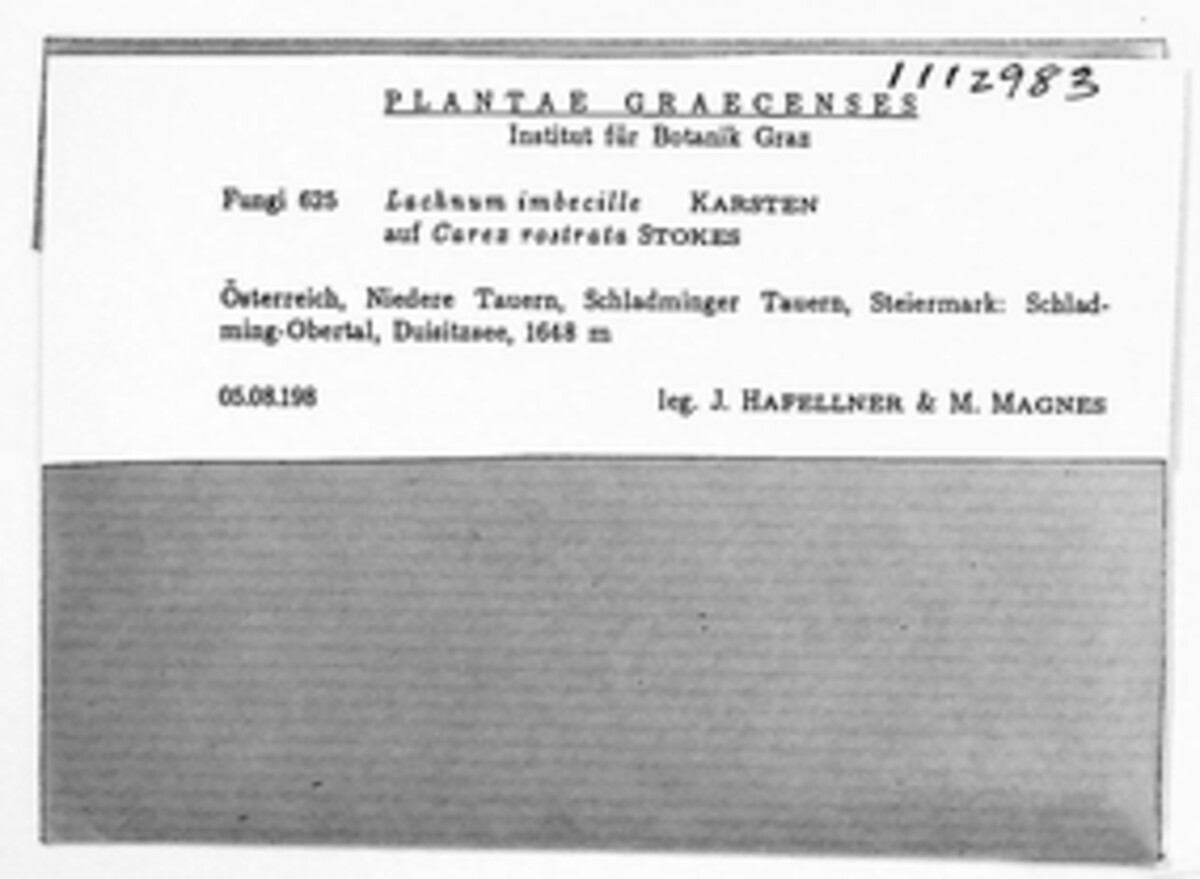 1112983
PLANTAE GRAECENSES
Institut für Botanik Graz
Fungi 625 Lachnum imbecille KARSTEN
auf Carex rostrata STOKES
Österreich, Niedere Tauern, Schladminger Tauern, Steiermark: Schlad-
ming-Obertal, Duisitzsee, 1648 m
05.08.198
leg. J. HAFELLNER & M. MAGNES